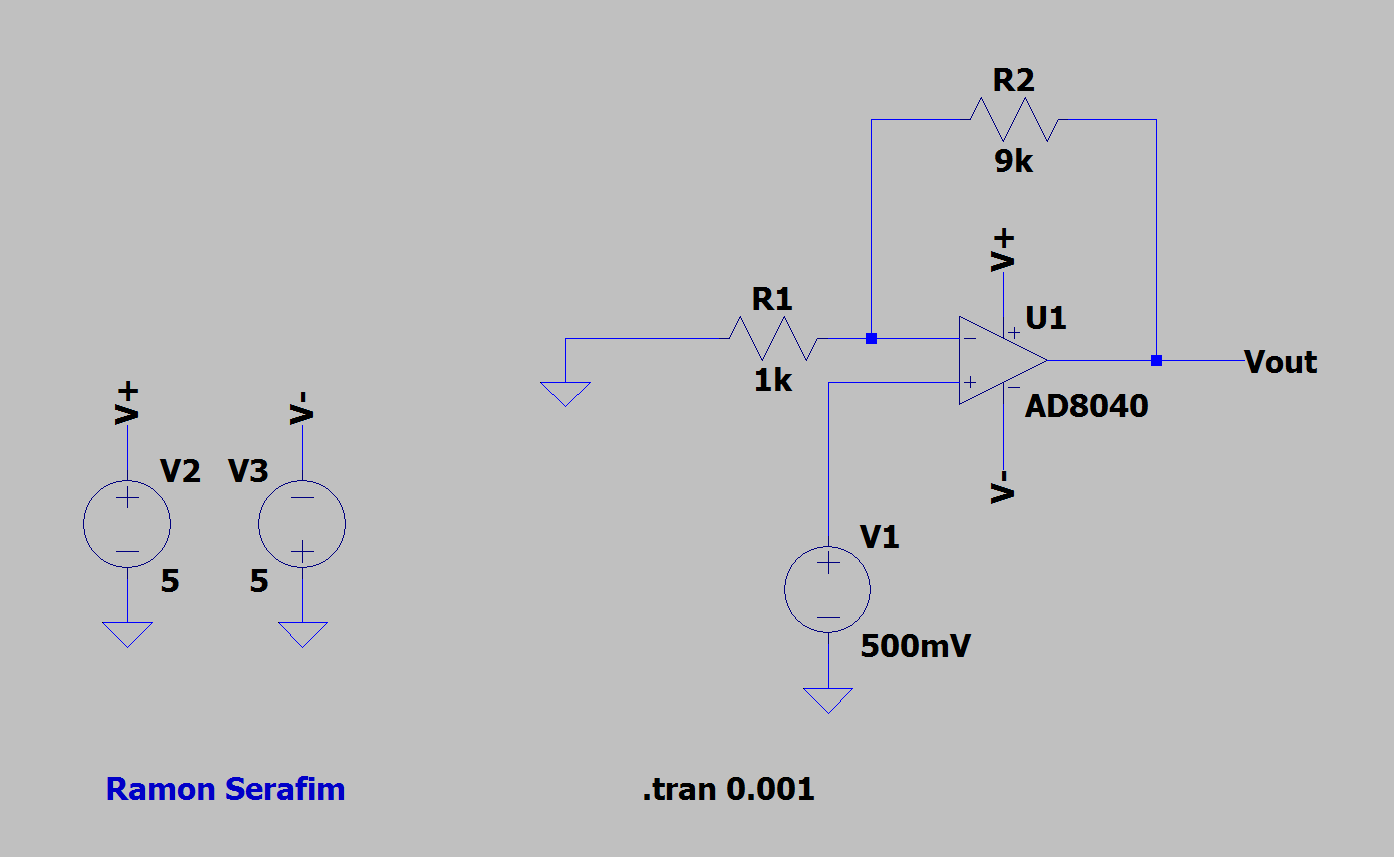 R2
9k
V+
R1
U1
1k
Vout
AD8040
V+
V-
V2
V3
V-
5
5
V1
500mV
Ramon Serafim
.tran 0.001